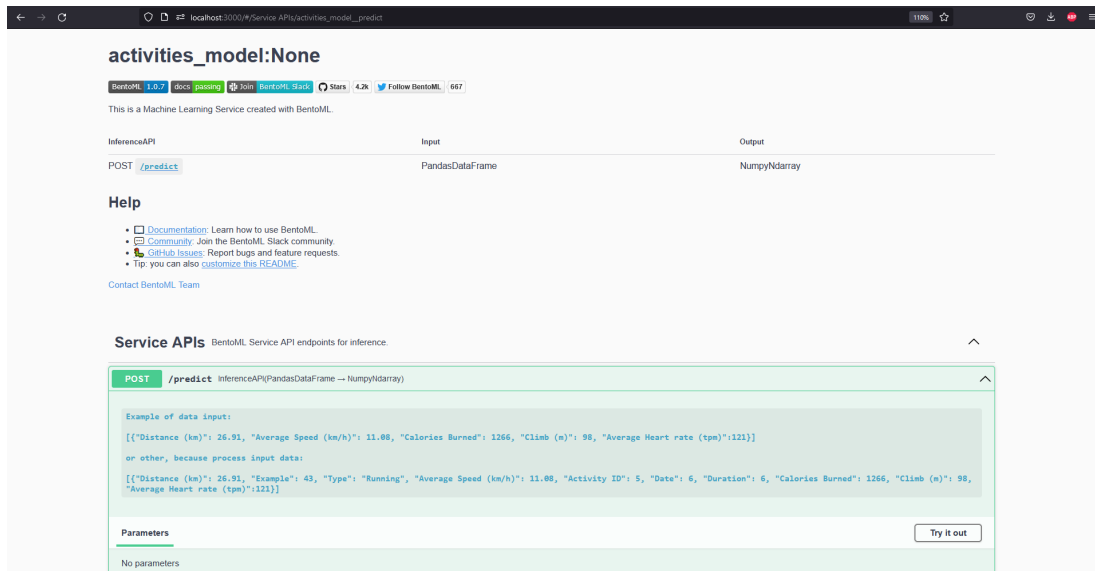 localhost:3000/#/Service APIs/activities_model__predict
110%
ABP
activities_model:None
BentoML 1.0.7 docs passing Join BentoML Slack Stars 4.2k Follow BentoML 667
This is a Machine Learning Service created with BentoML.
InferenceAPI Input Output
POST /predict PandasDataFrame NumpyNdarray
Help
Documentation: Learn how to use BentoML.
Community: Join the BentoML Slack community.
GitHub Issues: Report bugs and feature requests.
Tip: you can also customize this README.
Contact BentoML Team
Service APIs BentoML Service API endpoints for inference.
POST /predict InferenceAPI(PandasDataFrame → NumpyNdarray)
Example of data input:
[{"Distance (km)": 26.91, "Average Speed (km/h)": 11.08, "Calories Burned": 1266, "Climb (m)": 98, "Average Heart rate (tpm)":121}]
or other, because process input data:
[{"Distance (km)": 26.91, "Example": 43, "Type": "Running", "Average Speed (km/h)": 11.08, "Activity ID": 5, "Date": 6, "Duration": 6, "Calories Burned": 1266, "Climb (m)": 98,
"Average Heart rate (tpm)":121}]
Parameters Try it out
No parameters